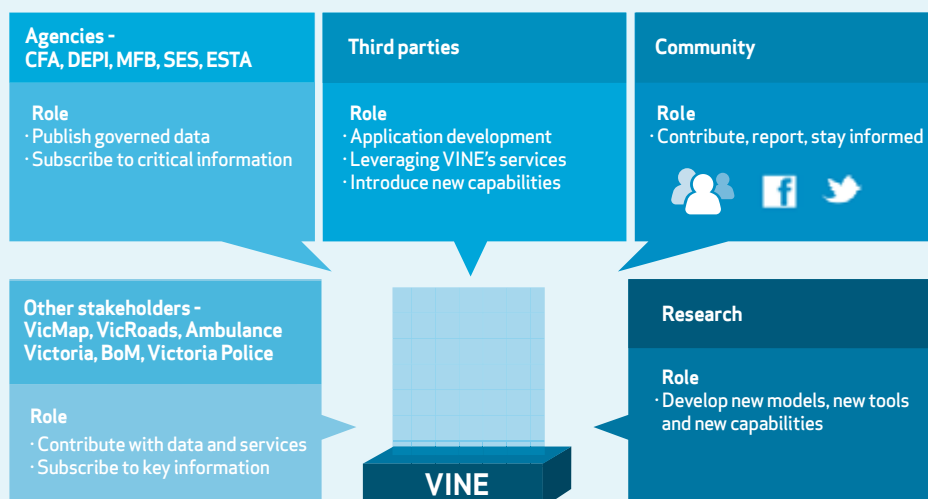 Agencies -
CFA, DEPI, MFB, SES, ESTA
Role
· Publish governed data
· Subscribe to critical information
Third parties
Role
· Application development
· Leveraging VINE's services
· Introduce new capabilities
Community
Role
· Contribute, report, stay informed
f
Other stakeholders -
VicMap, VicRoads, Ambulance
Victoria, BoM, Victoria Police
Role
· Contribute with data and services
· Subscribe to key information
Research
Role
· Develop new models, new tools
and new capabilities
VINE